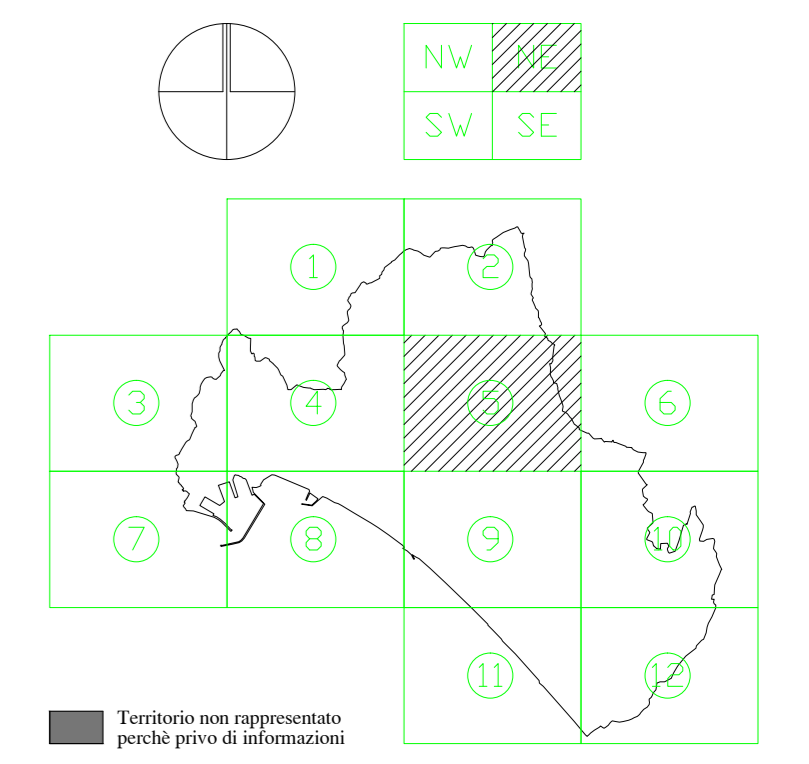 NW NE
SW SE
1 2
3 4 5 6
7 8 9 10
11 12
Territorio non rappresentato
perchè privo di informazioni